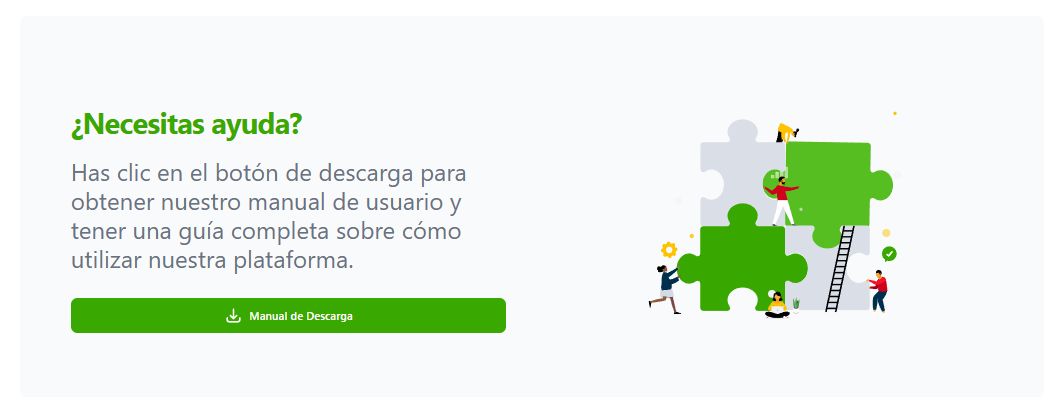 ¿Necesitas ayuda?
Has clic en el botón de descarga para
obtener nuestro manual de usuario y
tener una guía completa sobre cómo
utilizar nuestra plataforma.
Manual de Descarga